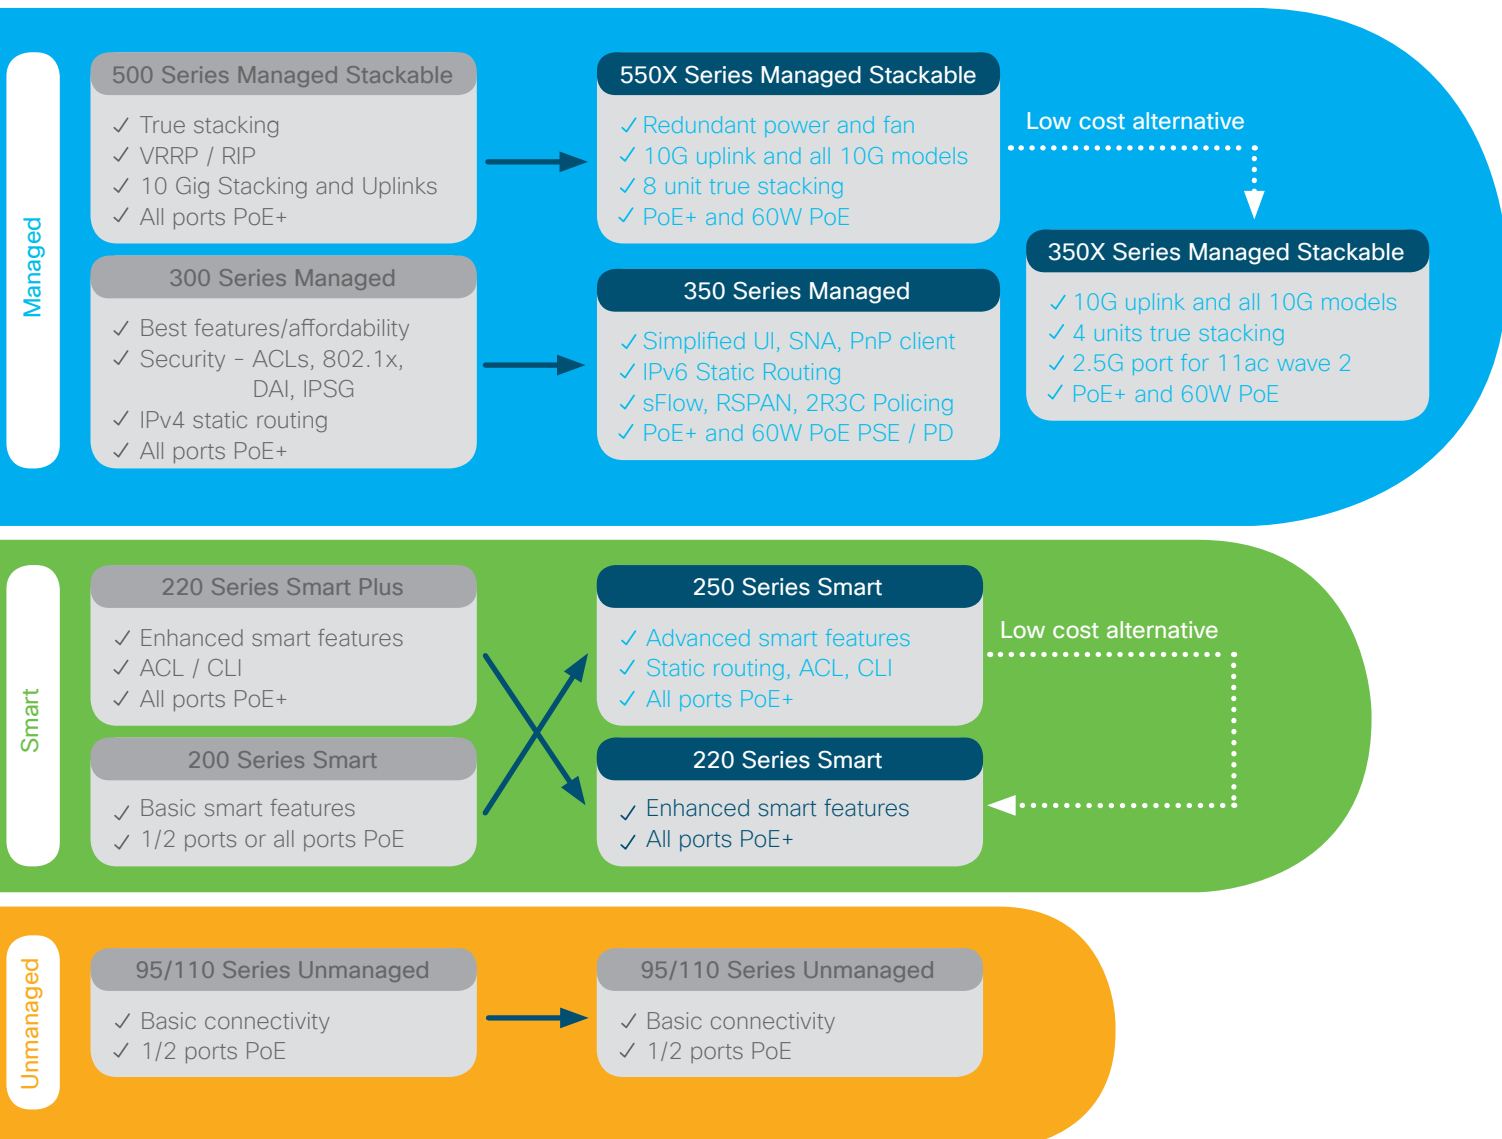 Managed
500 Series Managed Stackable
✓ True stacking
✓ VRRP / RIP
✓ 10 Gig Stacking and Uplinks
✓ All ports PoE+
550X Series Managed Stackable
✓ Redundant power and fan
✓ 10G uplink and all 10G models
✓ 8 unit true stacking
✓ PoE+ and 60W PoE
Low cost alternative
350X Series Managed Stackable
✓ 10G uplink and all 10G models
✓ 4 units true stacking
✓ 2.5G port for 11ac wave 2
✓ PoE+ and 60W PoE
300 Series Managed
✓ Best features/affordability
✓ Security - ACLs, 802.1x,
DAI, IPSG
✓ IPv4 static routing
✓ All ports PoE+
350 Series Managed
✓ Simplified UI, SNA, PnP client
✓ IPv6 Static Routing
✓ sFlow, RSPAN, 2R3C Policing
✓ PoE+ and 60W PoE PSE / PD
Smart
220 Series Smart Plus
✓ Enhanced smart features
✓ ACL / CLI
✓ All ports PoE+
250 Series Smart
✓ Advanced smart features
✓ Static routing, ACL, CLI
✓ All ports PoE+
Low cost alternative
200 Series Smart
✓ Basic smart features
✓ 1/2 ports or all ports PoE
220 Series Smart
✓ Enhanced smart features
✓ All ports PoE+
Unmanaged
95/110 Series Unmanaged
✓ Basic connectivity
✓ 1/2 ports PoE
95/110 Series Unmanaged
✓ Basic connectivity
✓ 1/2 ports PoE